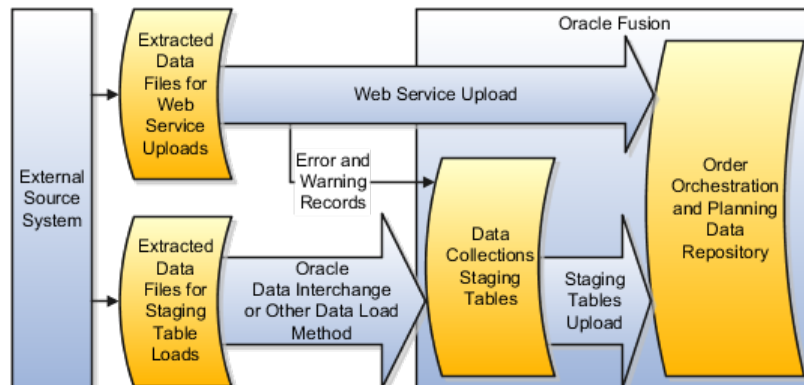 Oracle Fusion
Extracted
Data
Files for
Web
Service
Uploads
Web Service Upload
Error and
Warning
Records
External
Source
System
Order
Orchestration
and Planning
Data
Repository
Extracted
Data
Files for
Staging
Table
Loads
Oracle
Data Interchange
or Other Data Load
Method
Data
Collections
Staging
Tables
Staging
Tables
Upload